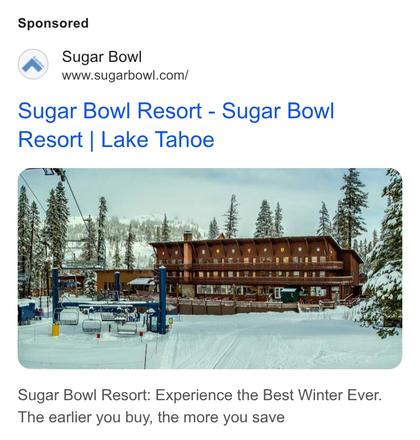 Sponsored
Sugar Bowl
www.sugarbowl.com/
Sugar Bowl Resort - Sugar Bowl
Resort | Lake Tahoe
Sugar Bowl Resort: Experience the Best Winter Ever.
The earlier you buy, the more you save